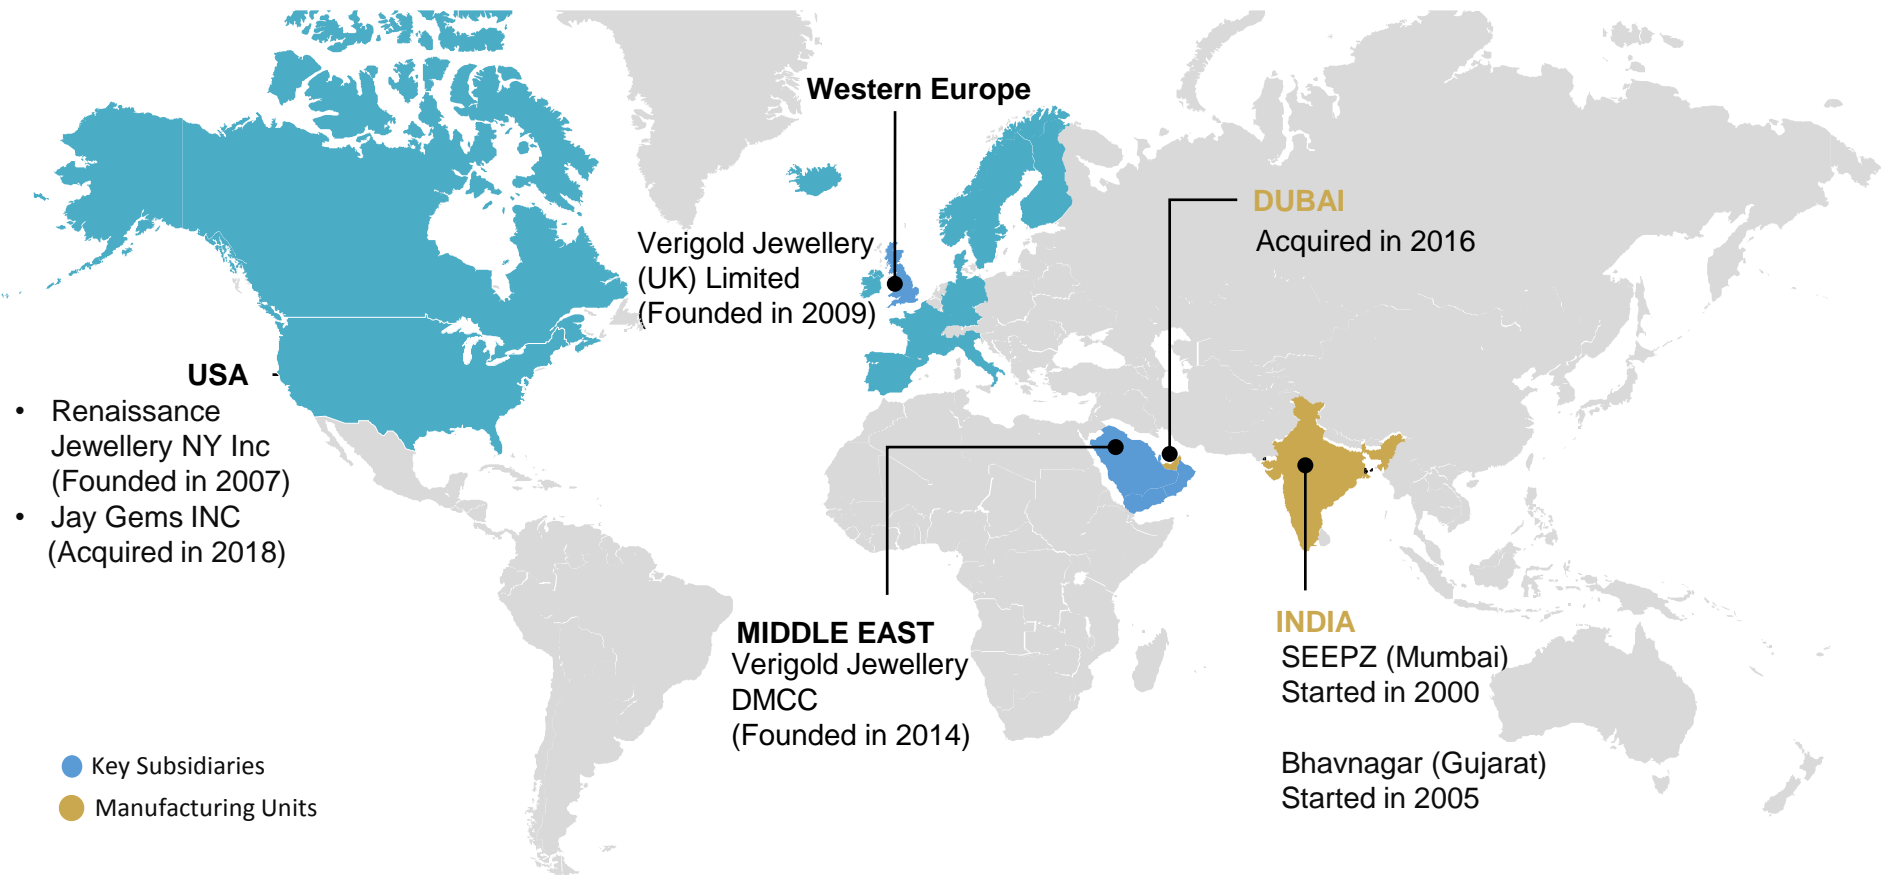 Western Europe
Verigold Jewellery
(UK) Limited
(Founded in 2009)
DUBAI
Acquired in 2016
USA
• Renaissance
Jewellery NY Inc
(Founded in 2007)
• Jay Gems INC
(Acquired in 2018)
MIDDLE EAST
Verigold Jewellery
DMCC
(Founded in 2014)
INDIA
SEEPZ (Mumbai)
Started in 2000
Bhavnagar (Gujarat)
Started in 2005
Key Subsidiaries
Manufacturing Units